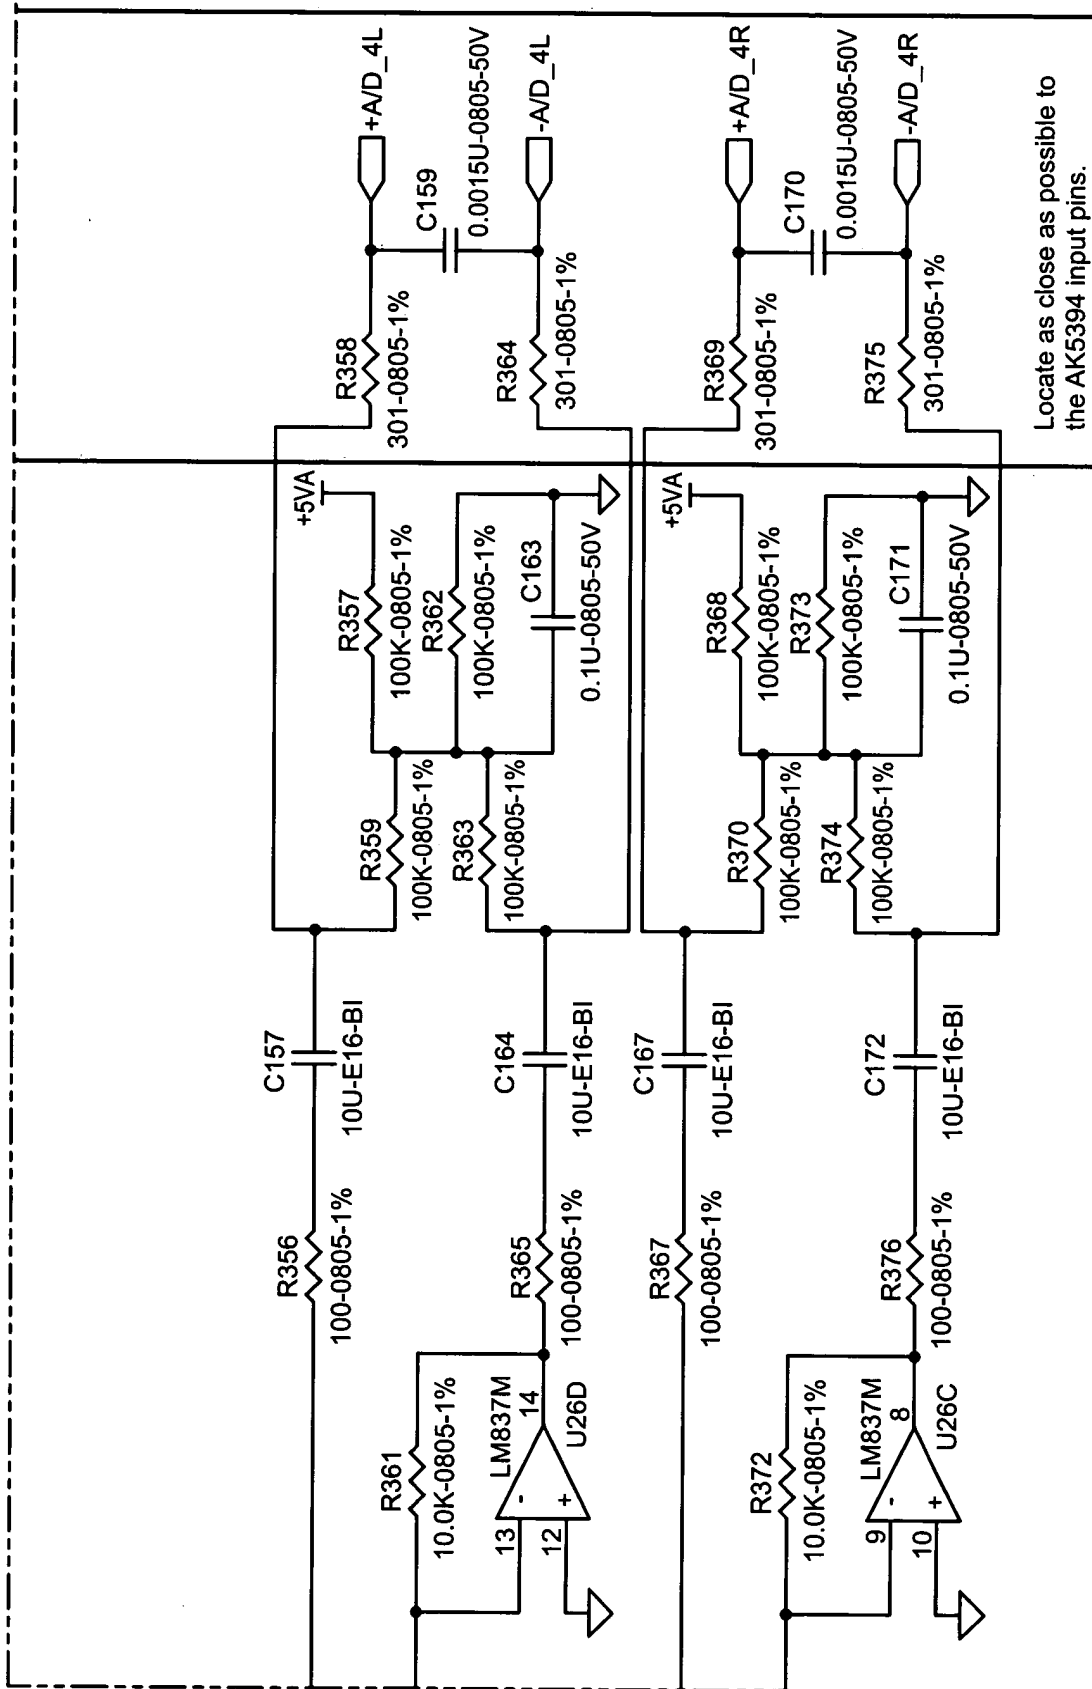 R356
100-0805-1%
C157
10U-E16-BI
R359
100K-0805-1%
+5VA
R357
100K-0805-1%
R362
100K-0805-1%
C163
0.1U-0805-50V
R363
100K-0805-1%
R358
301-0805-1%
+A/D_4L
C159
0.0015U-0805-50V
R364
301-0805-1%
-A/D_4L
R361
10.0K-0805-1%
LM837M
13
-
12
+
14
U26D
R365
100-0805-1%
C164
10U-E16-BI
R367
100-0805-1%
C167
10U-E16-BI
R370
100K-0805-1%
+5VA
R368
100K-0805-1%
R373
100K-0805-1%
C171
0.1U-0805-50V
R374
100K-0805-1%
R369
301-0805-1%
+A/D_4R
C170
0.0015U-0805-50V
R375
301-0805-1%
-A/D_4R
R372
10.0K-0805-1%
LM837M
9
-
10
+
8
U26C
R376
100-0805-1%
C172
10U-E16-BI
Locate as close as possible to
the AK5394 input pins.